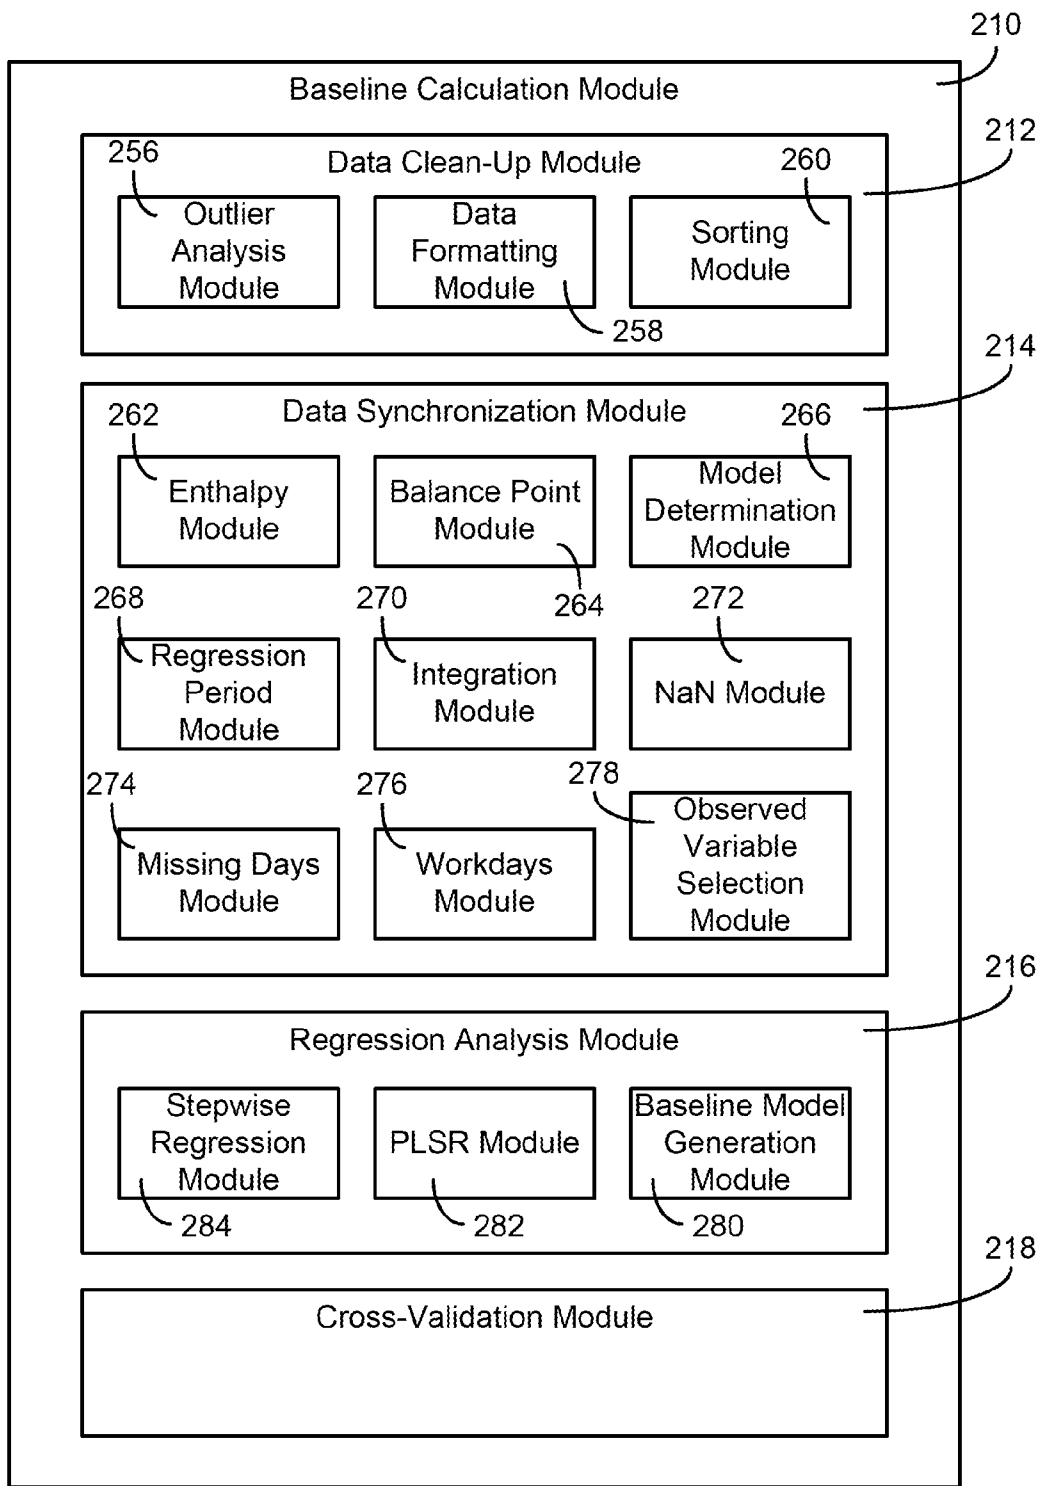 210
Baseline Calculation Module
212
Data Clean-Up Module
256
260
Outlier
Analysis
Module
Data
Formatting
Module
Sorting
Module
258
214
Data Synchronization Module
262
266
Enthalpy
Module
Balance Point
Module
Model
Determination
Module
264
268
270
272
Regression
Period
Module
Integration
Module
NaN Module
274
276
278
Missing Days
Module
Workdays
Module
Observed
Variable
Selection
Module
216
Regression Analysis Module
Stepwise
Regression
Module
PLSR Module
Baseline Model
Generation
Module
284
282
280
218
Cross-Validation Module